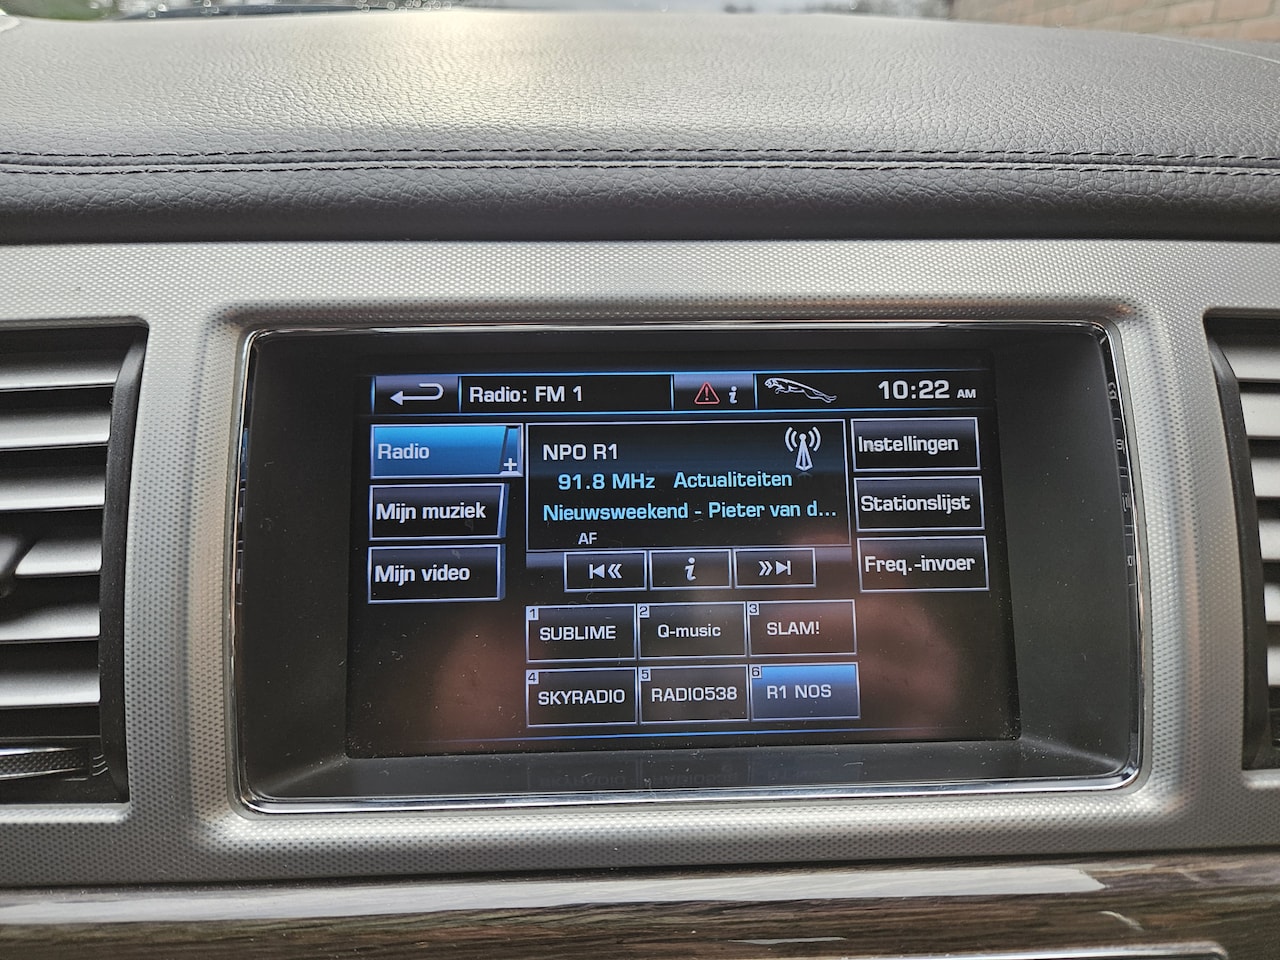 Radio: FM 1
i
10:22 AM
Radio
+
Mijn muziek
Mijn video
NPO R1
91.8 MHz Actualiteiten
Nieuwsweekend - Pieter van d...
AF
i
Instellingen
Stationslijst
Freq.-invoer
1 SUBLIME
2 Q-music
3 SLAM!
4 SKYRADIO
5 RADIO538
6 R1 NOS